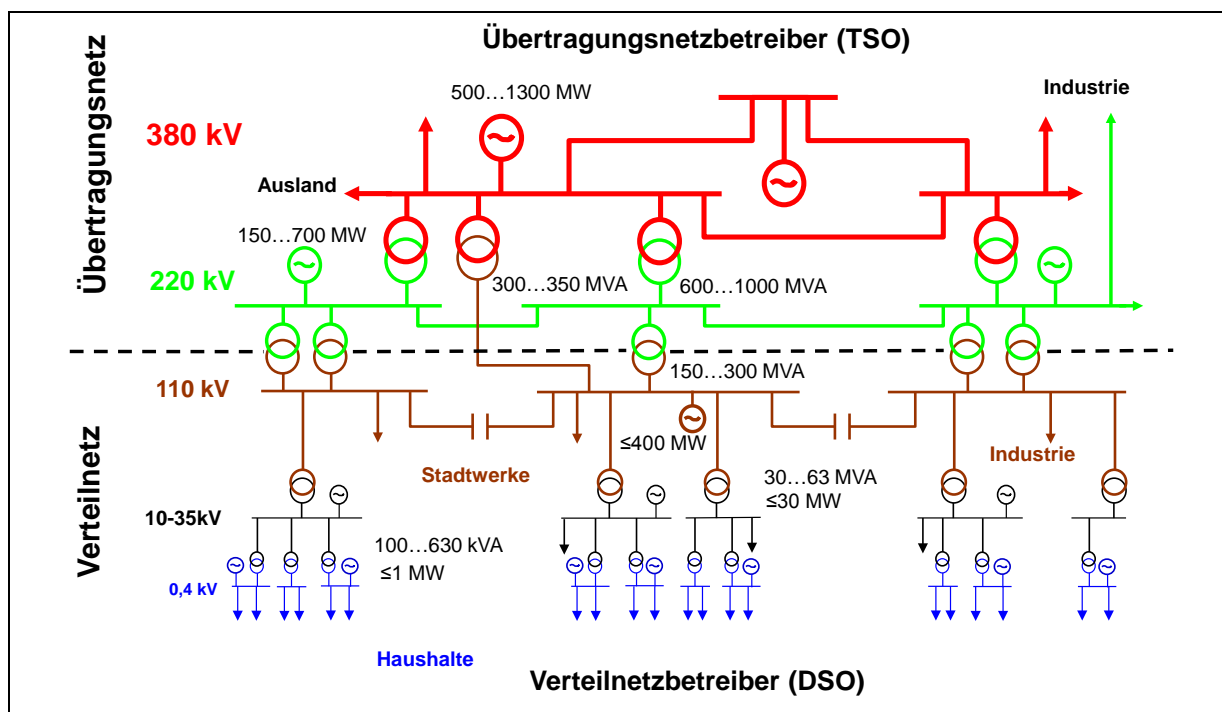 Übertragungsnetzbetreiber (TSO)
Übertragungsnetz
500...1300 MW
Industrie
380 kV
Ausland
150...700 MW
220 kV
300...350 MVA
600...1000 MVA
110 kV
150...300 MVA
Verteilnetz
≤400 MW
Stadtwerke
Industrie
30...63 MVA
≤30 MW
10-35kV
100...630 kVA
≤1 MW
0,4 kV
Haushalte
Verteilnetzbetreiber (DSO)